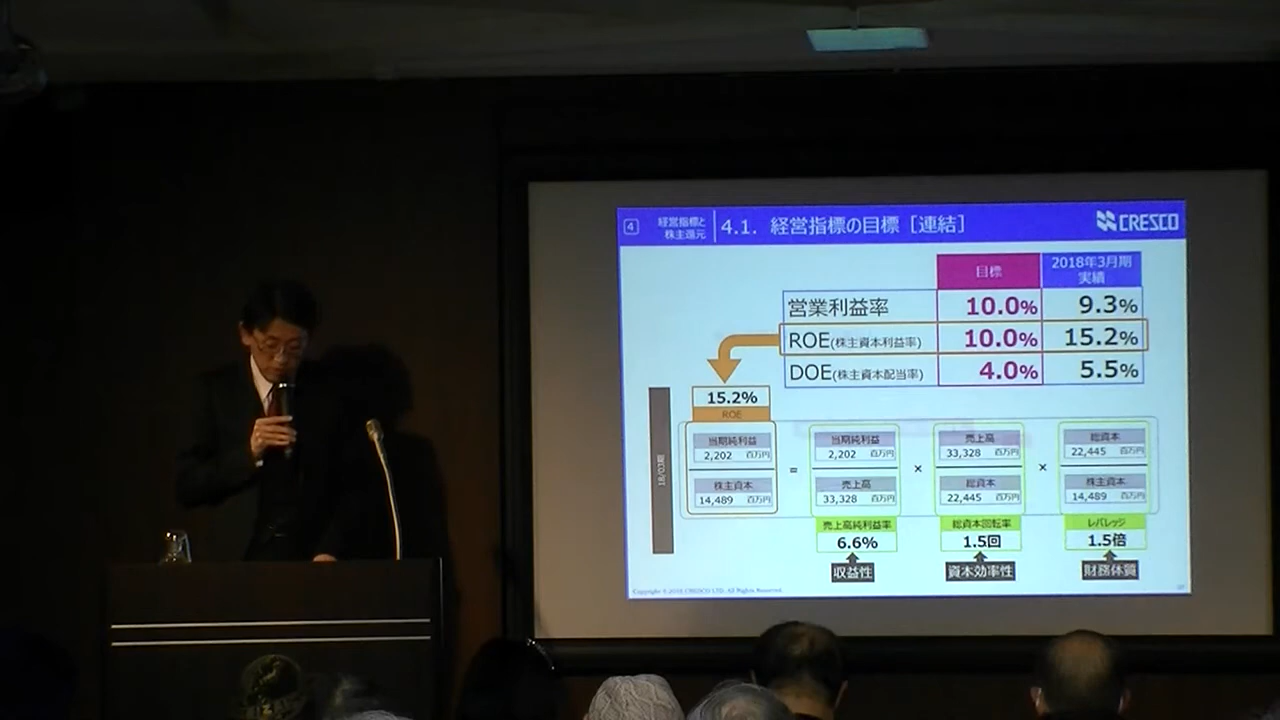 4
経営指標と
株主還元
4.1. 経営指標の目標［連結］
CRESCO
目標
2018年3月期
実績
営業利益率 10.0% 9.3%
ROE(株主資本利益率) 10.0% 15.2%
DOE(株主資本配当率) 4.0% 5.5%
15.2%
ROE
18/03期
当期純利益
2,202 百万円
株主資本
14,489 百万円
=
当期純利益
2,202 百万円
売上高
33,328 百万円
×
売上高
33,328 百万円
総資本
22,445 百万円
×
総資本
22,445 百万円
株主資本
14,489 百万円
売上高純利益率
6.6%
収益性
総資本回転率
1.5回
資本効率性
レバレッジ
1.5倍
財務体質
Copyright © 2018 CRESCO LTD. All Rights Reserved.